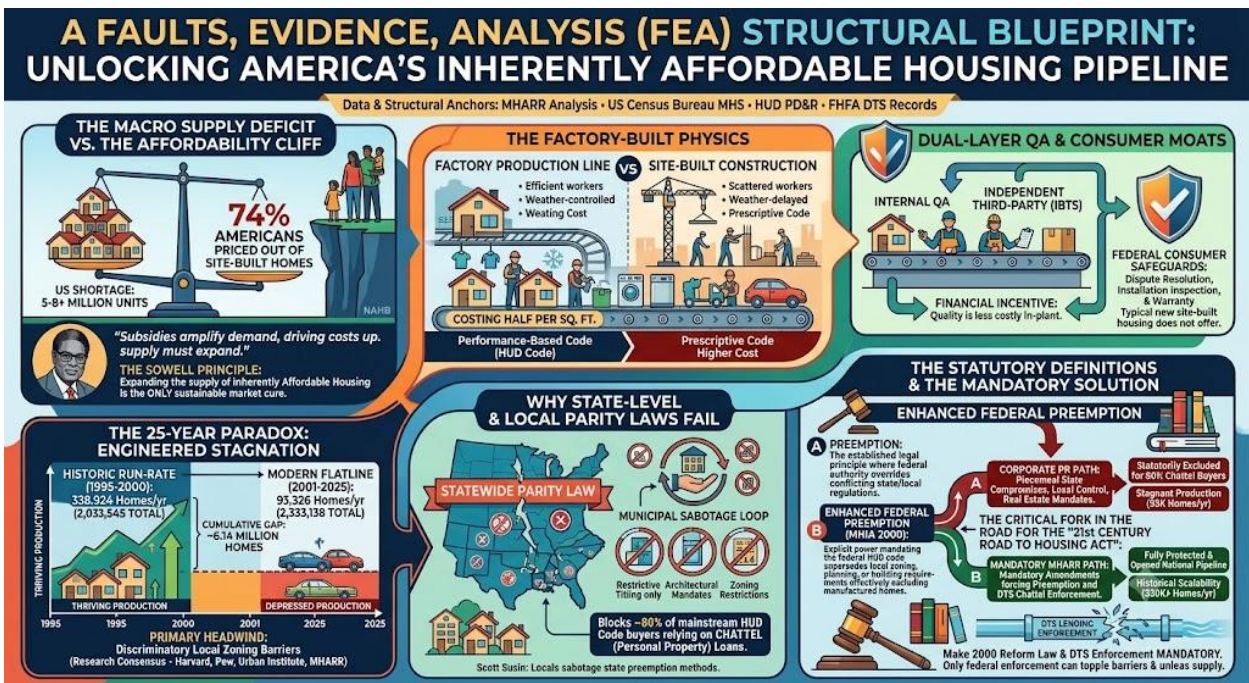 A FAULTS, EVIDENCE, ANALYSIS (FEA) STRUCTURAL BLUEPRINT:
UNLOCKING AMERICA'S INHERENTLY AFFORDABLE HOUSING PIPELINE
Data & Structural Anchors: MHARR Analysis • US Census Bureau MHS • HUD PD&R • FHFA DTS Records
THE MACRO SUPPLY DEFICIT
VS. THE AFFORDABILITY CLIFF
74%
AMERICANS
PRICED OUT OF
SITE-BUILT HOMES
US SHORTAGE:
5-8+ MILLION UNITS
NAHB
"Subsidies amplify demand, driving costs up.
supply must expand."
THE SOWELL PRINCIPLE:
Expanding the supply of inherently Affordable Housing
Is the ONLY sustainable market cure.
THE FACTORY-BUILT PHYSICS
FACTORY PRODUCTION LINE
• Efficient workers
• Weather-controlled
• Weating Cost
VS
SITE-BUILT CONSTRUCTION
• Scattered workers
• Weather-delayed
• Prescriptive Code
COSTING HALF PER SQ. FT.
Performance-Based Code
(HUD Code)
Prescriptive Code
Higher Cost
DUAL-LAYER QA & CONSUMER MOATS
INTERNAL QA
INDEPENDENT
THIRD-PARTY (IBTS)
FINANCIAL INCENTIVE:
Quality is less costly in-plant.
FEDERAL CONSUMER
SAFEGUARDS:
Dispute Resolution,
Installation inspection,
& Warranty
Typical new site-built
housing does not offer.
THE 25-YEAR PARADOX:
ENGINEERED STAGNATION
HISTORIC RUN-RATE
(1995-2000):
338.924 Homes/yr
(2,033,545 TOTAL)
MODERN FLATLINE
(2001-2025):
93,326 Homes/yr
(2,333,138 TOTAL)
CUMULATIVE GAP:
~6.14 MILLION
HOMES
THRIVING PRODUCTION
THRIVING PRODUCTION
DEPRESSED PRODUCTION
1995 1995 2000 2001 2025 2025
PRIMARY HEADWIND:
Discriminatory Local Zoning Barriers
(Research Consensus - Harvard, Pew, Urban Institute, MHARR)
WHY STATE-LEVEL
& LOCAL PARITY LAWS FAIL
STATEWIDE PARITY LAW
MUNICIPAL SABOTAGE LOOP
Restrictive
Titling only
Architectural
Mandates
Zoning
Restrictions
Blocks ~80% of mainstream HUD
Code buyers relying on CHATTEL
(Personal Property) Loans.
Scott Susin: Locals sabotage state preemption methods.
THE STATUTORY DEFINITIONS
& THE MANDATORY SOLUTION
ENHANCED FEDERAL PREEMPTION
A
PREEMPTION:
The established legal
principle where federal
authority overrides
conflicting state/local
regulations.
B
ENHANCED FEDERAL
PREEMPTION
(MHIA 2000):
Explicit power mandating
the federal HUD code
supersedes local zoning,
planning, or building require-
ments effectively excluding
manufactured homes.
A
CORPORATE PR PATH:
Piecemeal State
Compromises, Local Control,
Real Estate Mandates.
Statutorily Excluded
for 80% Chattel Buyers
Stagnant Production
(93K Homes/yr)
THE CRITICAL FORK IN THE
ROAD FOR THE "21ST CENTURY
ROAD TO HOUSING ACT":
B
MANDATORY MHARR PATH:
Mandatory Amendments
forcing Preemption and
DTS Chattel Enforcement.
Fully Protected &
Opened National Pipeline
Historical Scalability
(330K+ Homes/yr)
DTS LENDING
ENFORCEMENT
Make 2000 Reform Law & DTS Enforcement MANDATORY.
Only federal enforcement can topple barriers & unleas supply.